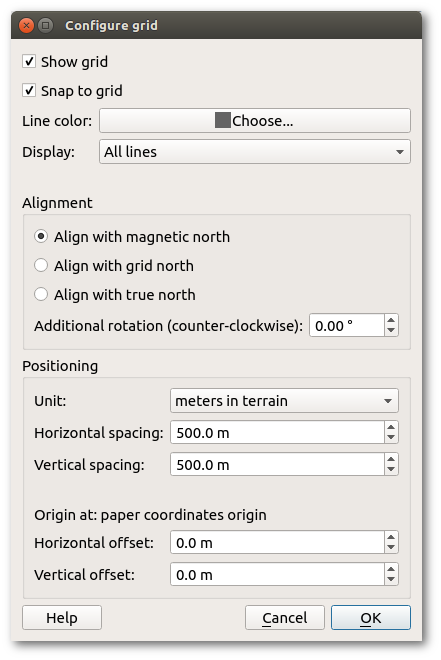 Configure grid
Show grid
Snap to grid
Line color: Choose...
Display: All lines
Alignment
Align with magnetic north
Align with grid north
Align with true north
Additional rotation (counter-clockwise): 0.00 °
Positioning
Unit: meters in terrain
Horizontal spacing: 500.0 m
Vertical spacing: 500.0 m
Origin at: paper coordinates origin
Horizontal offset: 0.0 m
Vertical offset: 0.0 m
Help Cancel OK